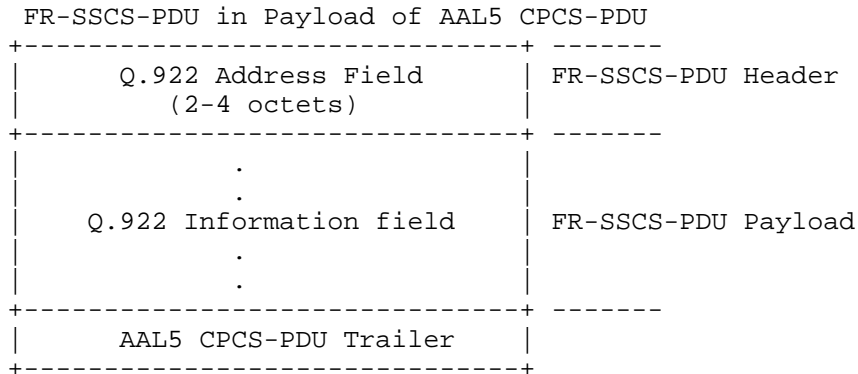 FR-SSCS-PDU in Payload of AAL5 CPCS-PDU
+-------------------------------+ -------
|      Q.922 Address Field      | FR-SSCS-PDU Header
|         (2-4 octets)          |
+-------------------------------+ -------
|             .                 |
|             .                 |
|    Q.922 Information field    | FR-SSCS-PDU Payload
|             .                 |
|             .                 |
+-------------------------------+ -------
|      AAL5 CPCS-PDU Trailer    |
+-------------------------------+